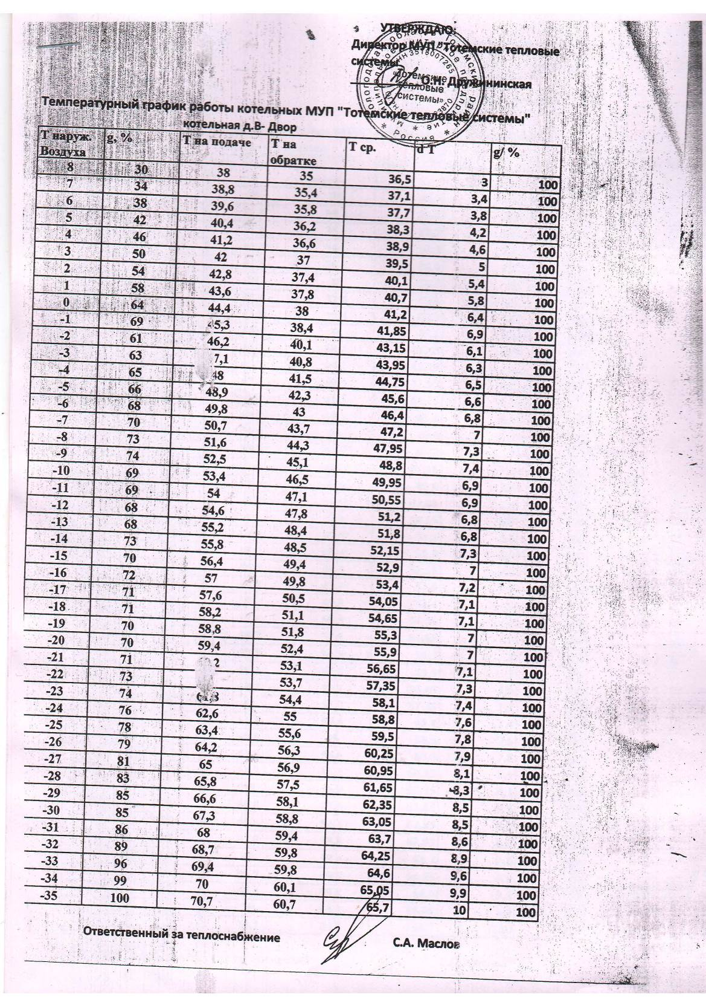 УТВЕРЖДАЮ:
Директор МУП "Тотемские тепловые
системы"
О.Н. Дружининская
ИНН 3518007265
«Тотемские
тепловые
системы»
* Россия *
Температурный график работы котельных МУП "Тотемские тепловые системы"
котельная д.В- Двор
Т наруж. Воздуха g, % Т на подаче Т на обратке Т ср. d T g/ %
8 30 38 35 36,5 3 100
7 34 38,8 35,4 37,1 3,4 100
6 38 39,6 35,8 37,7 3,8 100
5 42 40,4 36,2 38,3 4,2 100
4 46 41,2 36,6 38,9 4,6 100
3 50 42 37 39,5 5 100
2 54 42,8 37,4 40,1 5,4 100
1 58 43,6 37,8 40,7 5,8 100
0 64 44,4 38 41,2 6,4 100
-1 69 45,3 38,4 41,85 6,9 100
-2 61 46,2 40,1 43,15 6,1 100
-3 63 7,1 40,8 43,95 6,3 100
-4 65 48 41,5 44,75 6,5 100
-5 66 48,9 42,3 45,6 6,6 100
-6 68 49,8 43 46,4 6,8 100
-7 70 50,7 43,7 47,2 7 100
-8 73 51,6 44,3 47,95 7,3 100
-9 74 52,5 45,1 48,8 7,4 100
-10 69 53,4 46,5 49,95 6,9 100
-11 69 54 47,1 50,55 6,9 100
-12 68 54,6 47,8 51,2 6,8 100
-13 68 55,2 48,4 51,8 6,8 100
-14 73 55,8 48,5 52,15 7,3 100
-15 70 56,4 49,4 52,9 7 100
-16 72 57 49,8 53,4 7,2 100
-17 71 57,6 50,5 54,05 7,1 100
-18 71 58,2 51,1 54,65 7,1 100
-19 70 58,8 51,8 55,3 7 100
-20 70 59,4 52,4 55,9 7 100
-21 71 53,1 56,65 7,1 100
-22 73 53,7 57,35 7,3 100
-23 74 61,8 54,4 58,1 7,4 100
-24 76 62,6 55 58,8 7,6 100
-25 78 63,4 55,6 59,5 7,8 100
-26 79 64,2 56,3 60,25 7,9 100
-27 81 65 56,9 60,95 8,1 100
-28 83 65,8 57,5 61,65 8,3 100
-29 85 66,6 58,1 62,35 8,5 100
-30 85 67,3 58,8 63,05 8,5 100
-31 86 68 59,4 63,7 8,6 100
-32 89 68,7 59,8 64,25 8,9 100
-33 96 69,4 59,8 64,6 9,6 100
-34 99 70 60,1 65,05 9,9 100
-35 100 70,7 60,7 65,7 10 100
Ответственный за теплоснабжение С.А. Маслов